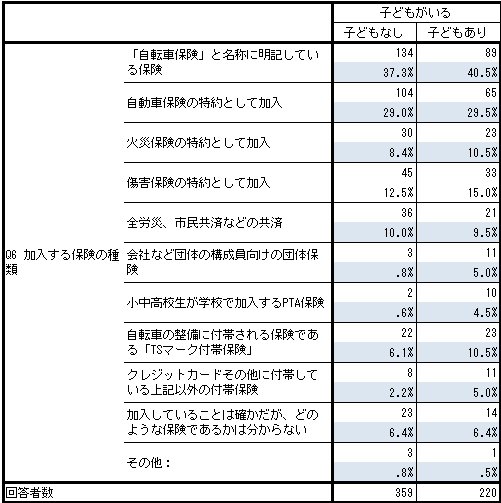 子どもがいる
子どもなし 子どもあり
Q6 加入する保険の種
類
「自転車保険」と名称に明記してい
る保険
134 89
37.3% 40.5%
自動車保険の特約として加入
104 65
29.0% 29.5%
火災保険の特約として加入
30 23
8.4% 10.5%
傷害保険の特約として加入
45 33
12.5% 15.0%
全労災、市民共済などの共済
36 21
10.0% 9.5%
会社など団体の構成員向けの団体保
険
3 11
.8% 5.0%
小中高校生が学校で加入するPTA保険
2 10
.6% 4.5%
自転車の整備に付帯される保険であ
る「TSマーク付帯保険」
22 23
6.1% 10.5%
クレジットカードその他に付帯して
いる上記以外の付帯保険
8 11
2.2% 5.0%
加入していることは確かだが、どの
ような保険であるかは分からない
23 14
6.4% 6.4%
その他：
3 1
.8% .5%
回答者数 359 220